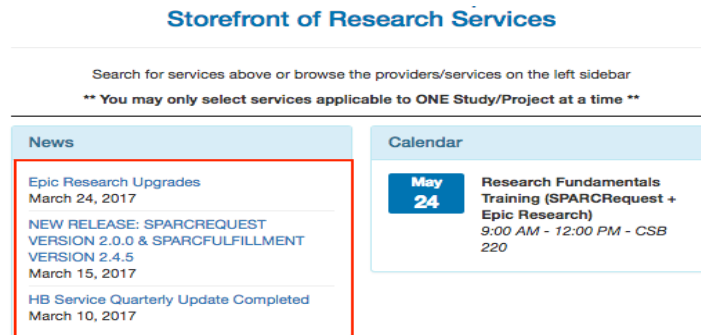 Storefront of Research Services
Search for services above or browse the providers/services on the left sidebar
** You may only select services applicable to ONE Study/Project at a time **
News
Epic Research Upgrades
March 24, 2017
NEW RELEASE: SPARCREQUEST
VERSION 2.0.0 & SPARCFULFILLMENT
VERSION 2.4.5
March 15, 2017
HB Service Quarterly Update Completed
March 10, 2017
Calendar
May
24
Research Fundamentals
Training (SPARCRequest +
Epic Research)
9:00 AM - 12:00 PM - CSB
220